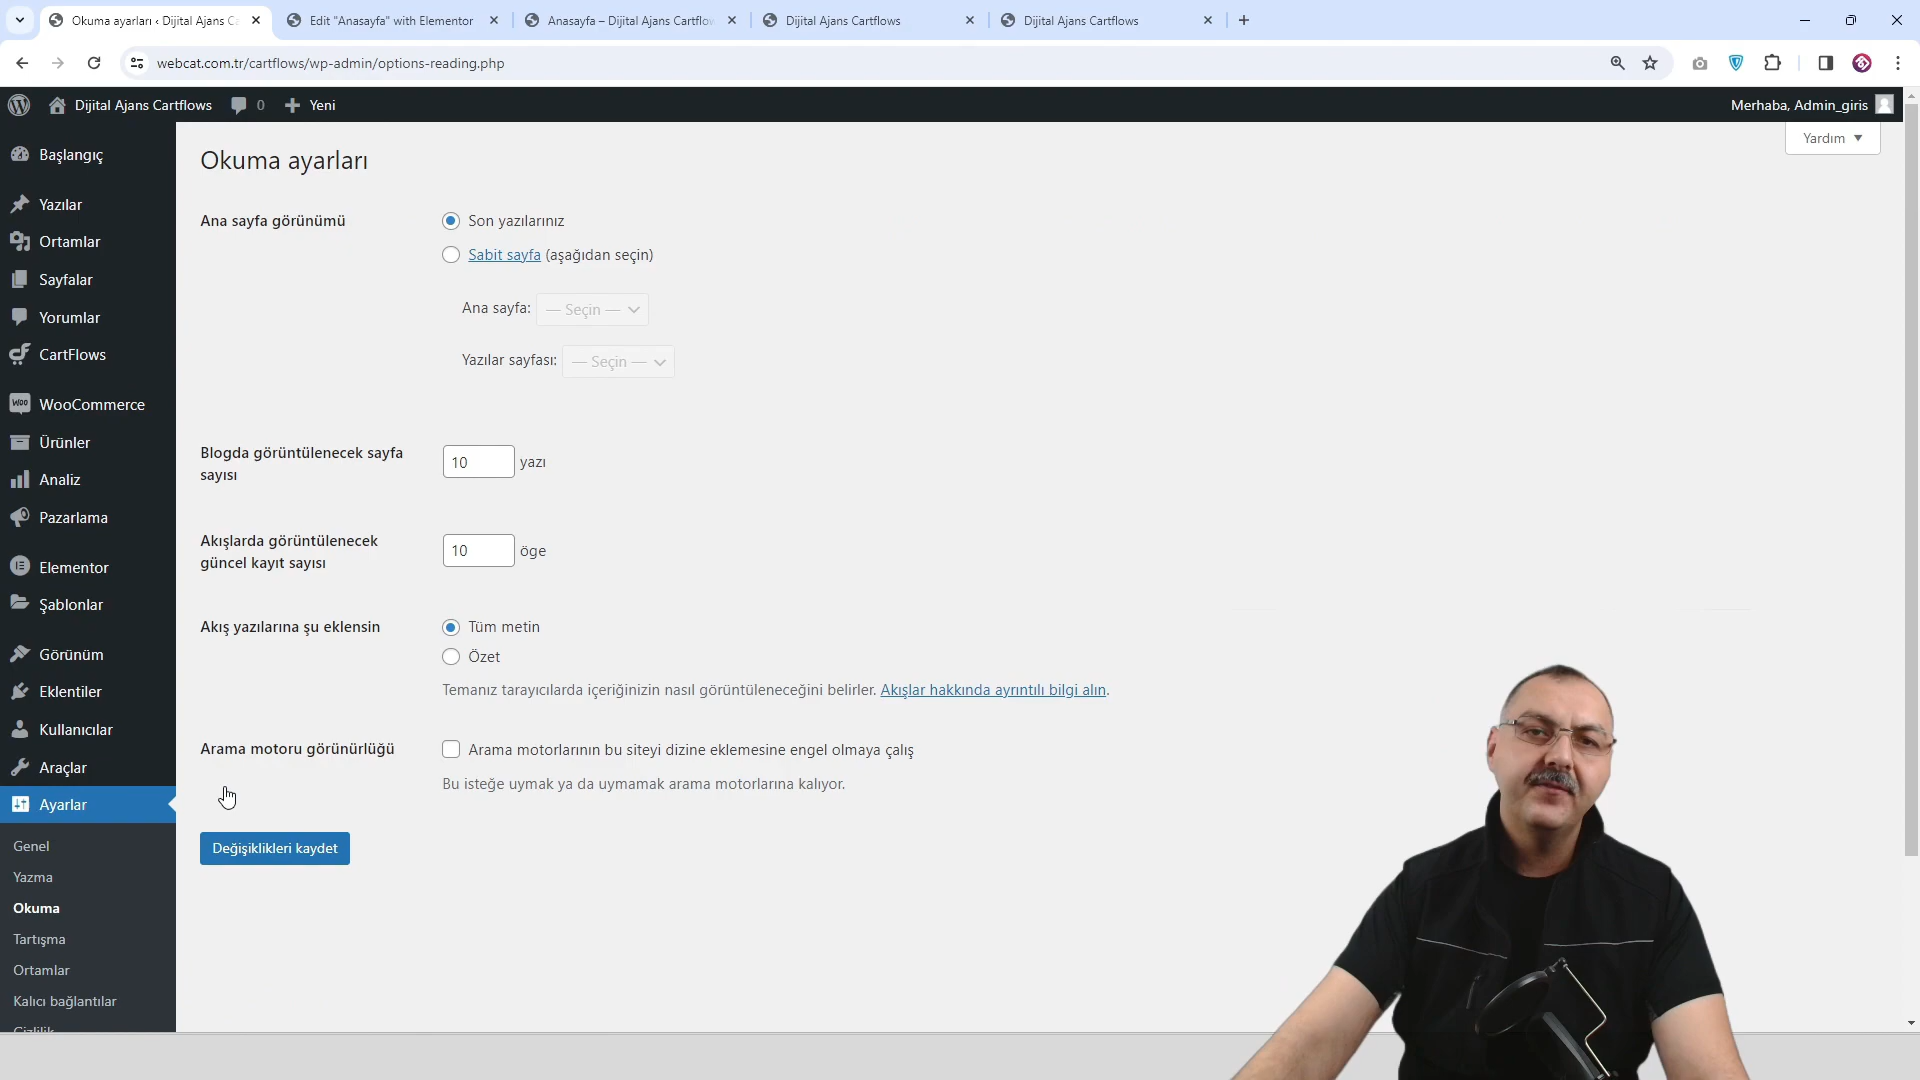 Okuma ayarları ‹ Dijital Ajans C
Edit "Anasayfa" with Elementor
Anasayfa – Dijital Ajans Cartflo
Dijital Ajans Cartflows
Dijital Ajans Cartflows
webcat.com.tr/cartflows/wp-admin/options-reading.php
Dijital Ajans Cartflows
0
Yeni
Merhaba, Admin_giris
Yardım
Başlangıç
Yazılar
Ortamlar
Sayfalar
Yorumlar
CartFlows
Woo
WooCommerce
Ürünler
Analiz
Pazarlama
Elementor
Şablonlar
Görünüm
Eklentiler
Kullanıcılar
Araçlar
Ayarlar
Genel
Yazma
Okuma
Tartışma
Ortamlar
Kalıcı bağlantılar
Gizlilik
Okuma ayarları
Ana sayfa görünümü
Son yazılarınız
Sabit sayfa (aşağıdan seçin)
Ana sayfa: — Seçin —
Yazılar sayfası: — Seçin —
Blogda görüntülenecek sayfa
sayısı
10 yazı
Akışlarda görüntülenecek
güncel kayıt sayısı
10 öge
Akış yazılarına şu eklensin
Tüm metin
Özet
Temanız tarayıcılarda içeriğinizin nasıl görüntüleneceğini belirler. Akışlar hakkında ayrıntılı bilgi alın.
Arama motoru görünürlüğü
Arama motorlarının bu siteyi dizine eklemesine engel olmaya çalış
Bu isteğe uymak ya da uymamak arama motorlarına kalıyor.
Değişiklikleri kaydet